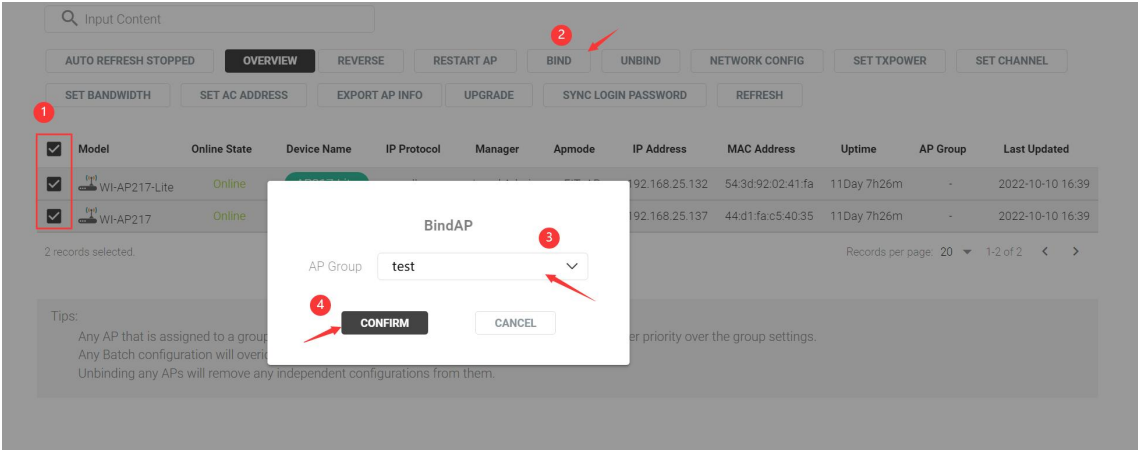 Input Content
2
AUTO REFRESH STOPPED OVERVIEW REVERSE RESTART AP BIND UNBIND NETWORK CONFIG SET TXPOWER SET CHANNEL
SET BANDWIDTH SET AC ADDRESS EXPORT AP INFO UPGRADE SYNC LOGIN PASSWORD REFRESH
1
Model Online State Device Name IP Protocol Manager Apmode IP Address MAC Address Uptime AP Group Last Updated
WI-AP217-Lite Online 192.168.25.132 54:3d:92:02:41:fa 11Day 7h26m - 2022-10-10 16:39
WI-AP217 Online 192.168.25.137 44:d1:fa:c5:40:35 11Day 7h26m - 2022-10-10 16:39
BindAP
3
2 records selected. Records per page: 20 1-2 of 2
AP Group test
4
CONFIRM CANCEL
Tips:
Any AP that is assigned to a group er priority over the group settings.
Any Batch configuration will
Unbinding any APs will remove any independent configurations from them.